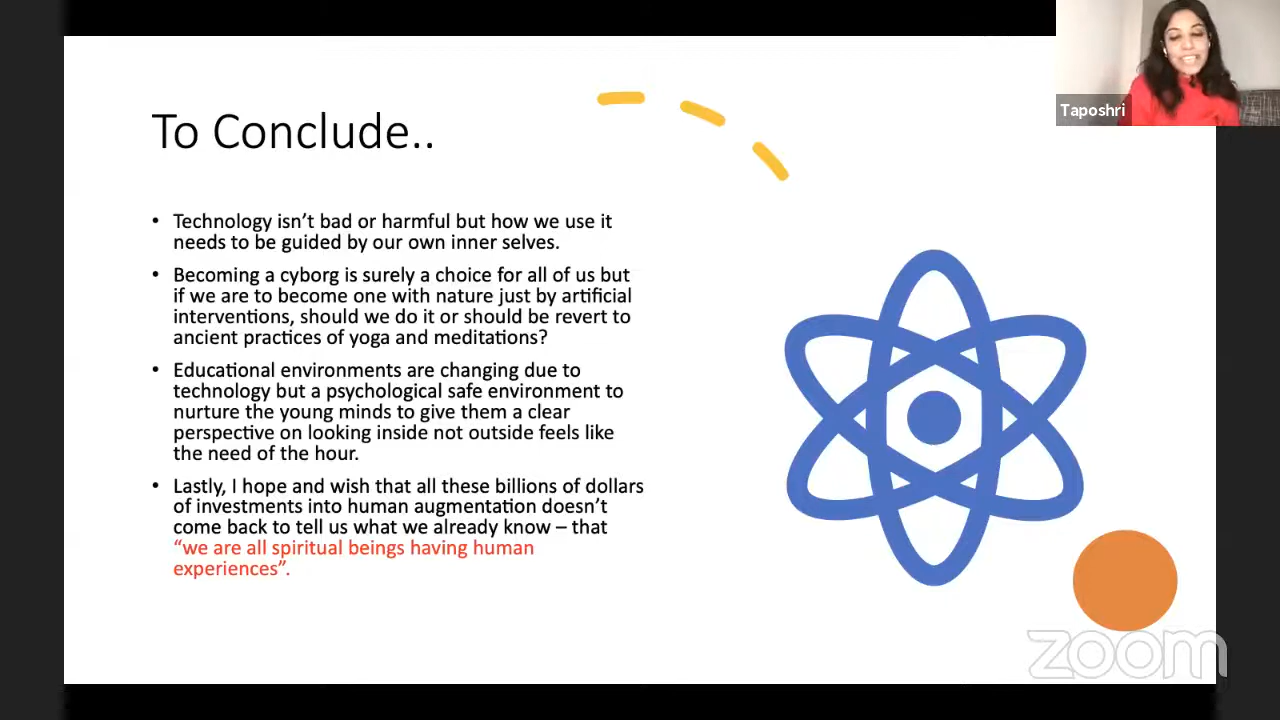 Taposhri
To Conclude..
• Technology isn’t bad or harmful but how we use it
needs to be guided by our own inner selves.
• Becoming a cyborg is surely a choice for all of us but
if we are to become one with nature just by artificial
interventions, should we do it or should be revert to
ancient practices of yoga and meditations?
• Educational environments are changing due to
technology but a psychological safe environment to
nurture the young minds to give them a clear
perspective on looking inside not outside feels like
the need of the hour.
• Lastly, I hope and wish that all these billions of dollars
of investments into human augmentation doesn’t
come back to tell us what we already know – that
“we are all spiritual beings having human
experiences”.
zoom